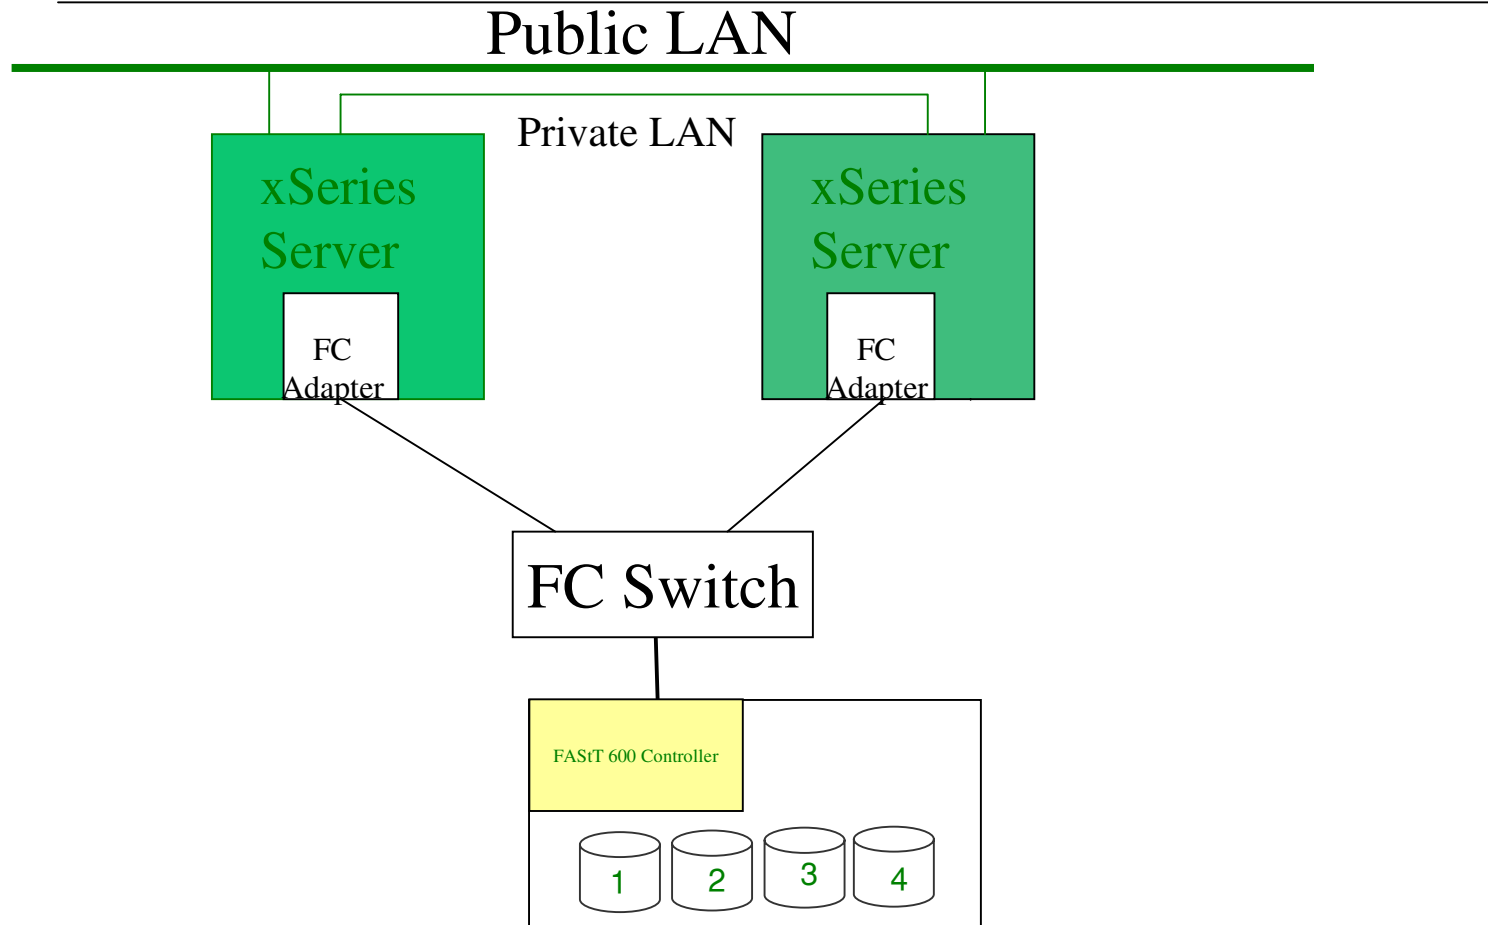 Public LAN
Private LAN
xSeries
Server
xSeries
Server
FC
Adapter
FC
Adapter
FC Switch
FAStT 600 Controller
1
2
3
4